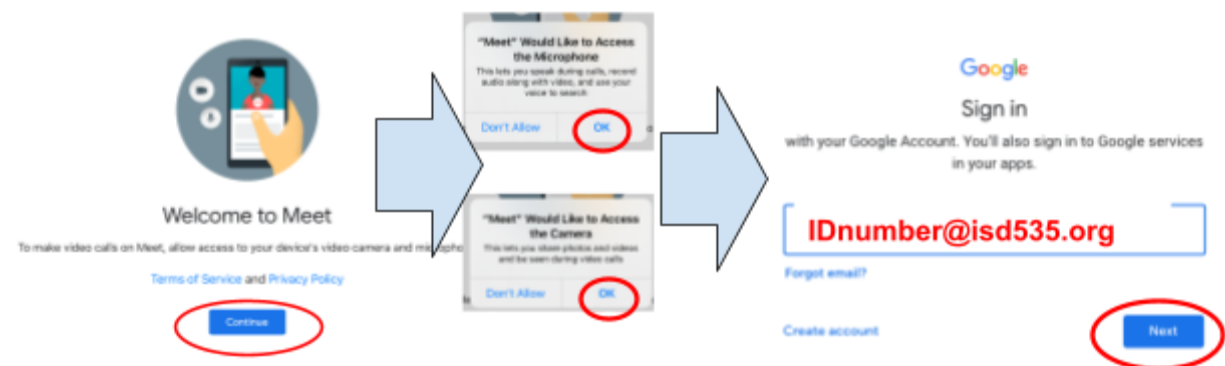 Welcome to Meet
To make video calls on Meet, allow access to your device's video camera and
Terms of Service and Privacy Policy
Continue
"Meet" Would Like to Access
the Microphone
This lets you speak during calls, record
audio along with video, and use your
voice to search
Don't Allow OK
"Meet" Would Like to Access
the Camera
This lets you share photos and videos
and be seen during video calls
Don't Allow OK
Google
Sign in
with your Google Account. You'll also sign in to Google services
in your apps.
IDnumber@isd535.org
Forgot email?
Create account
Next